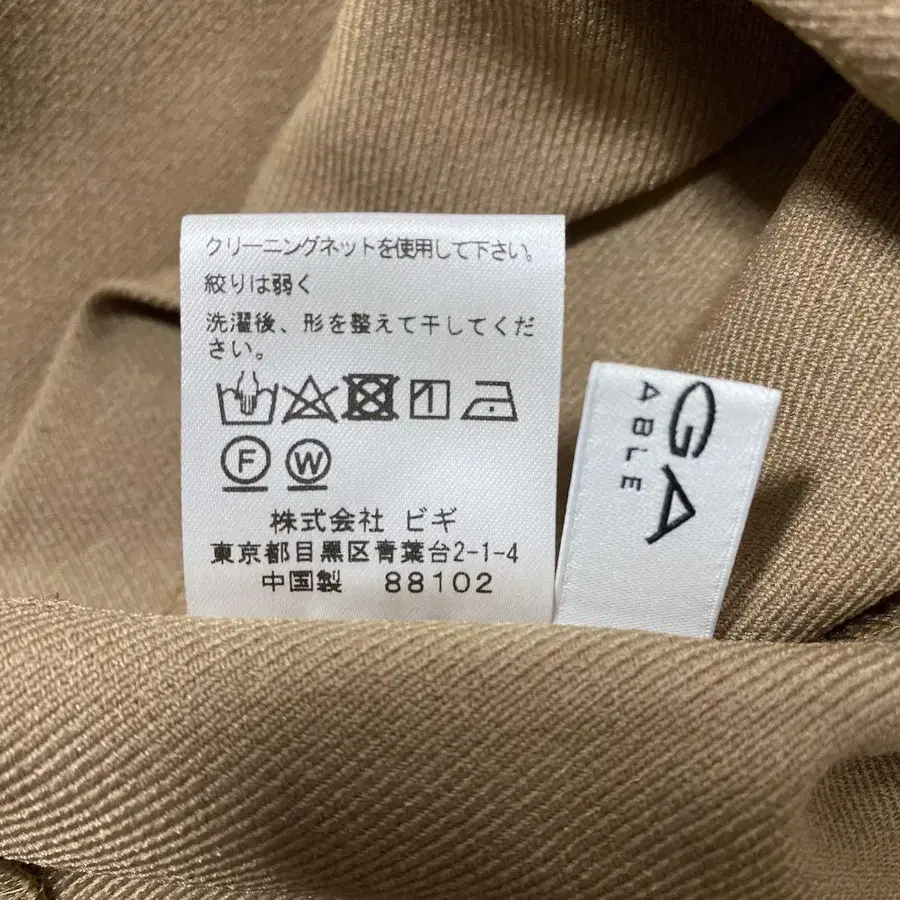 クリーニングネットを使用して下さい。
絞りは弱く
洗濯後、形を整えて干してくだ
さい。
F W
株式会社 ビギ
東京都目黒区青葉台2-1-4
中国製 88102
GA
ABLE